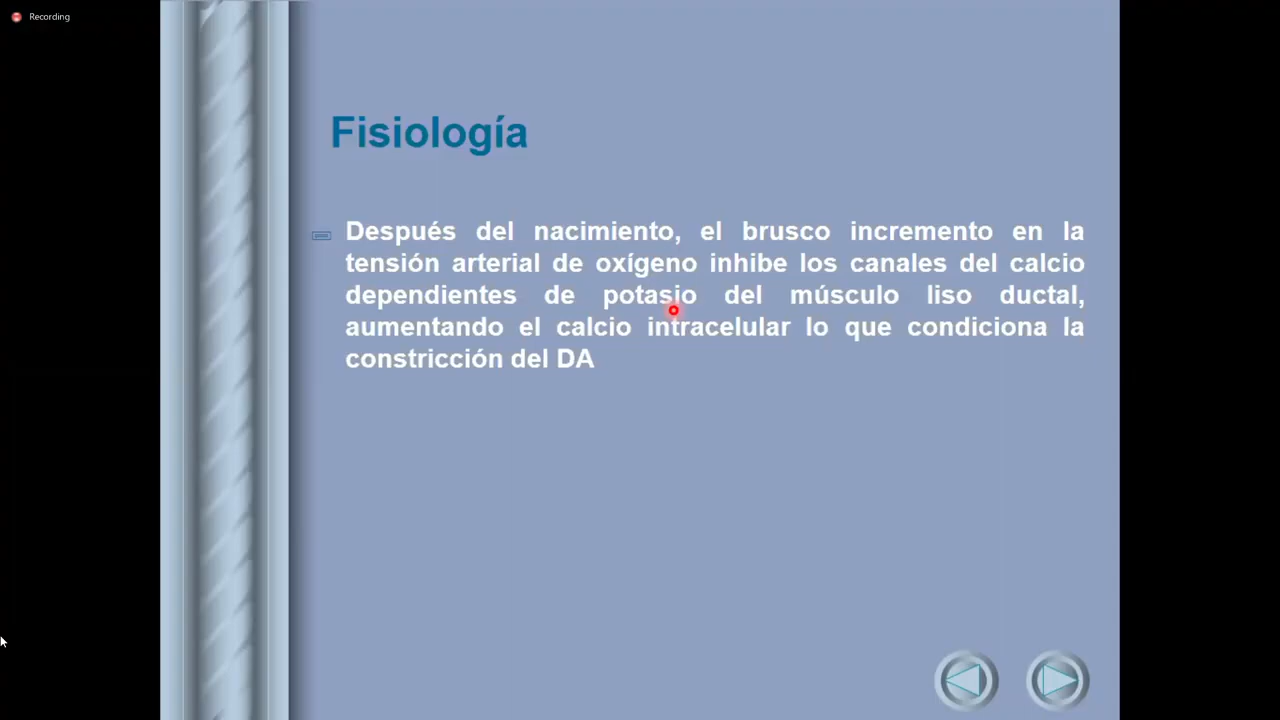 Recording
Fisiología
Después del nacimiento, el brusco incremento en la
tensión arterial de oxígeno inhibe los canales del calcio
dependientes de potasio del músculo liso ductal,
aumentando el calcio intracelular lo que condiciona la
constricción del DA